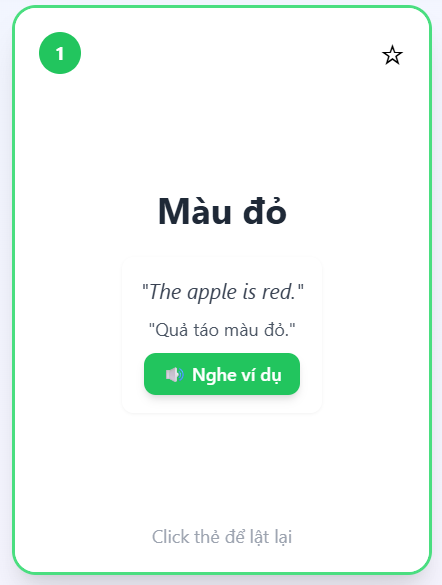 1
Màu đỏ
"The apple is red."
"Quả táo màu đỏ."
Nghe ví dụ
Click thẻ để lật lại